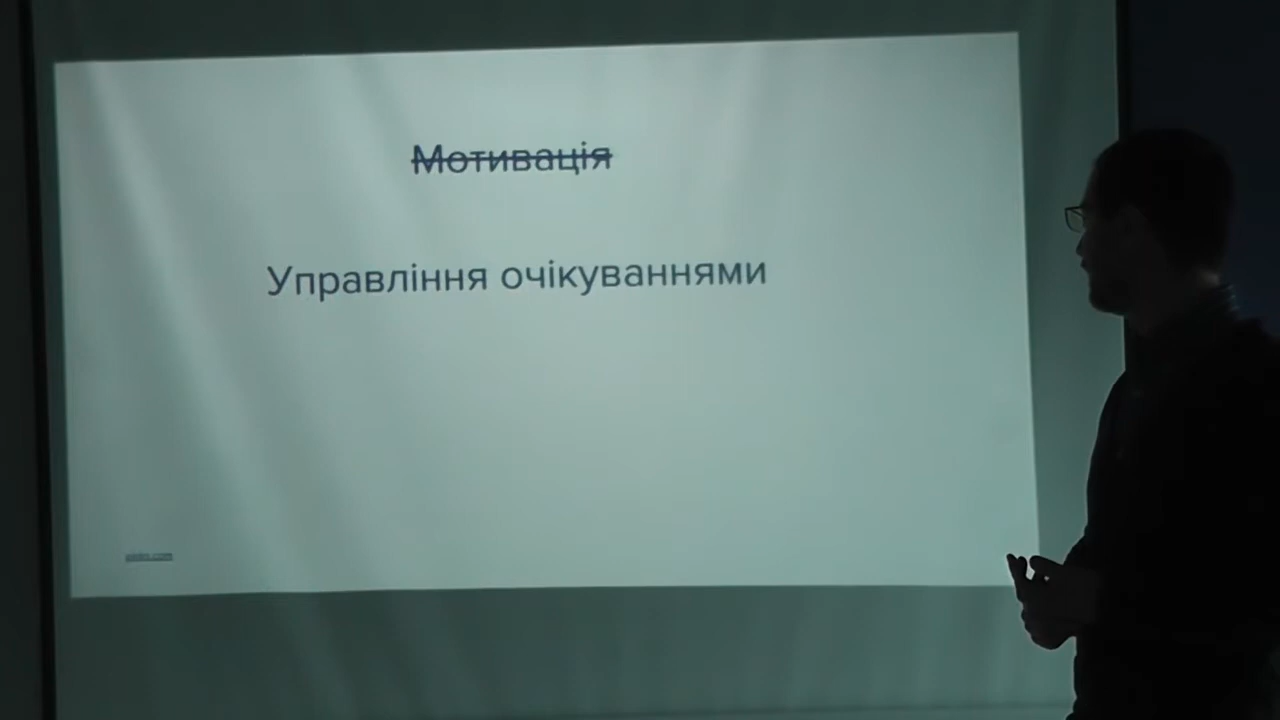 Мотивація
Управління очікуваннями